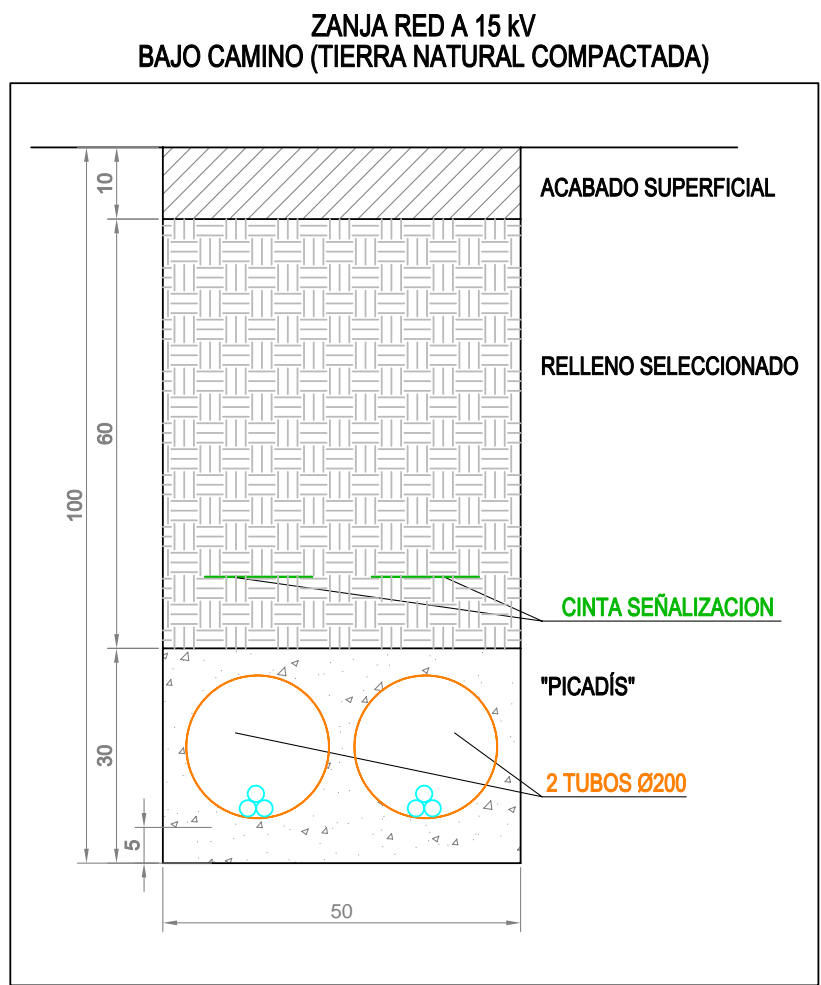 ZANJA RED A 15 kV
BAJO CAMINO (TIERRA NATURAL COMPACTADA)
10
ACABADO SUPERFICIAL
RELLENO SELECCIONADO
60
100
CINTA SEÑALIZACION
"PICADÍS"
30
2 TUBOS Ø200
5
50